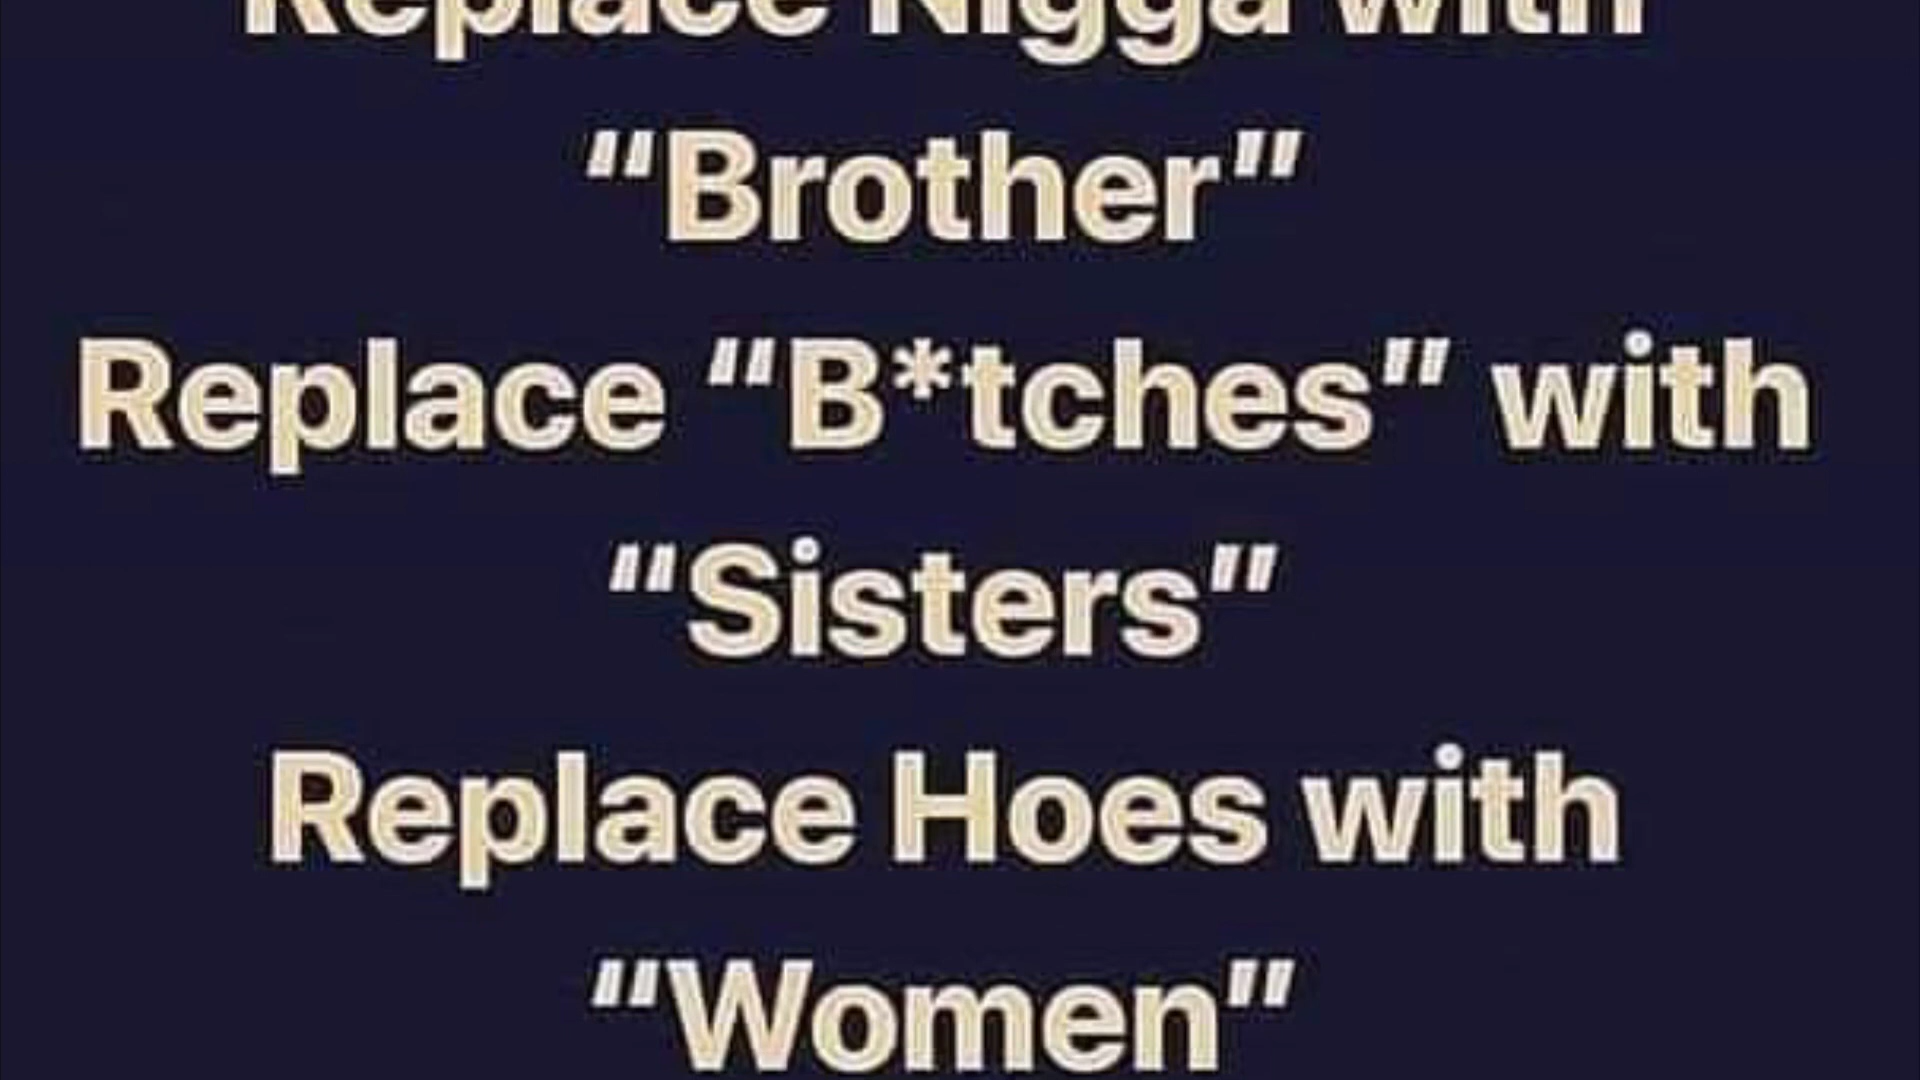 Replace Nigga with
“Brother”
Replace “B*tches” with
“Sisters”
Replace Hoes with
“Women”